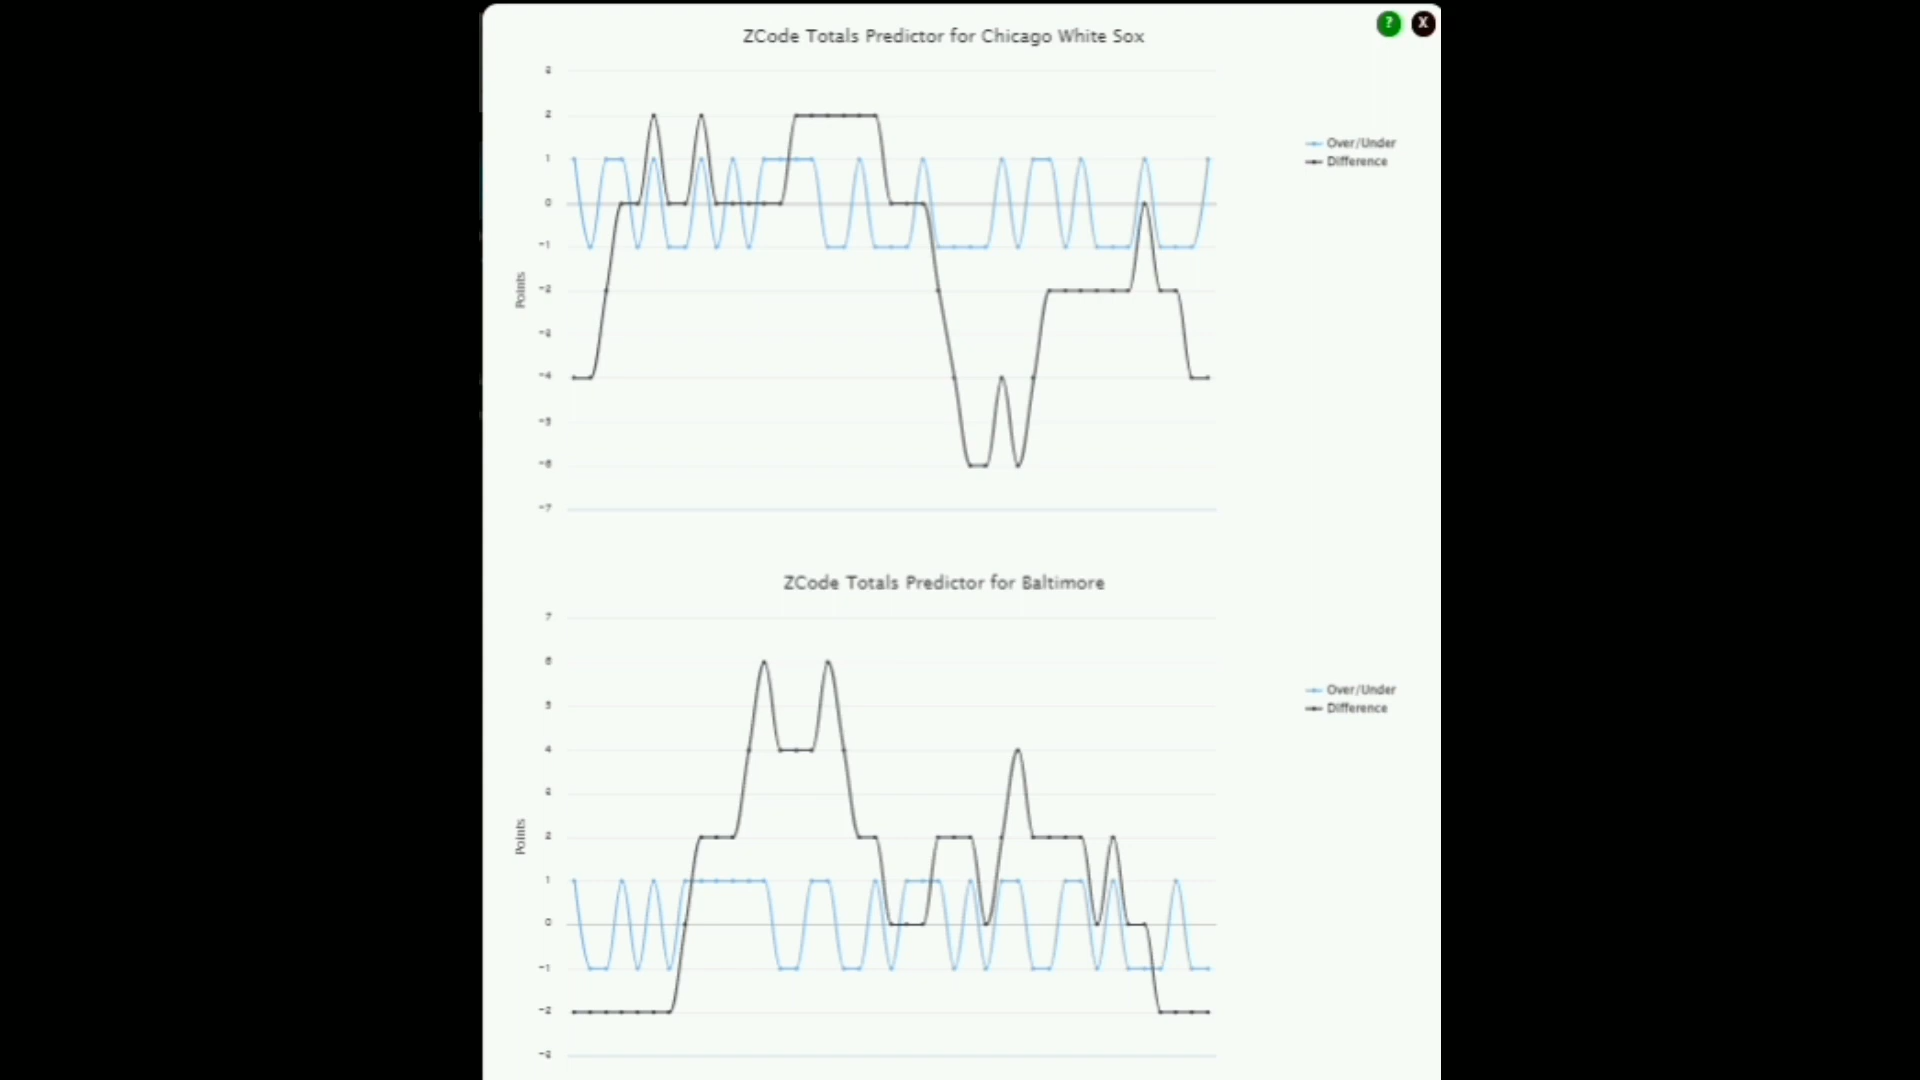 ? X
ZCode Totals Predictor for Chicago White Sox
3
2
1
0
-1
-2
-3
-4
-5
-6
-7
Points
Over/Under
Difference
ZCode Totals Predictor for Baltimore
7
6
5
4
3
2
1
0
-1
-2
-3
Points
Over/Under
Difference